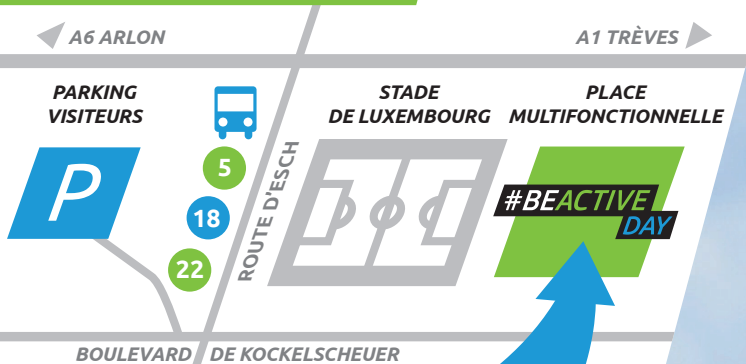 A6 ARLON
A1 TRÈVES
PARKING
VISITEURS
STADE
DE LUXEMBOURG
PLACE
MULTIFONCTIONNELLE
P
5
18
22
ROUTE D'ESCH
#BEACTIVE
DAY
BOULEVARD DE KOCKELSCHEUER